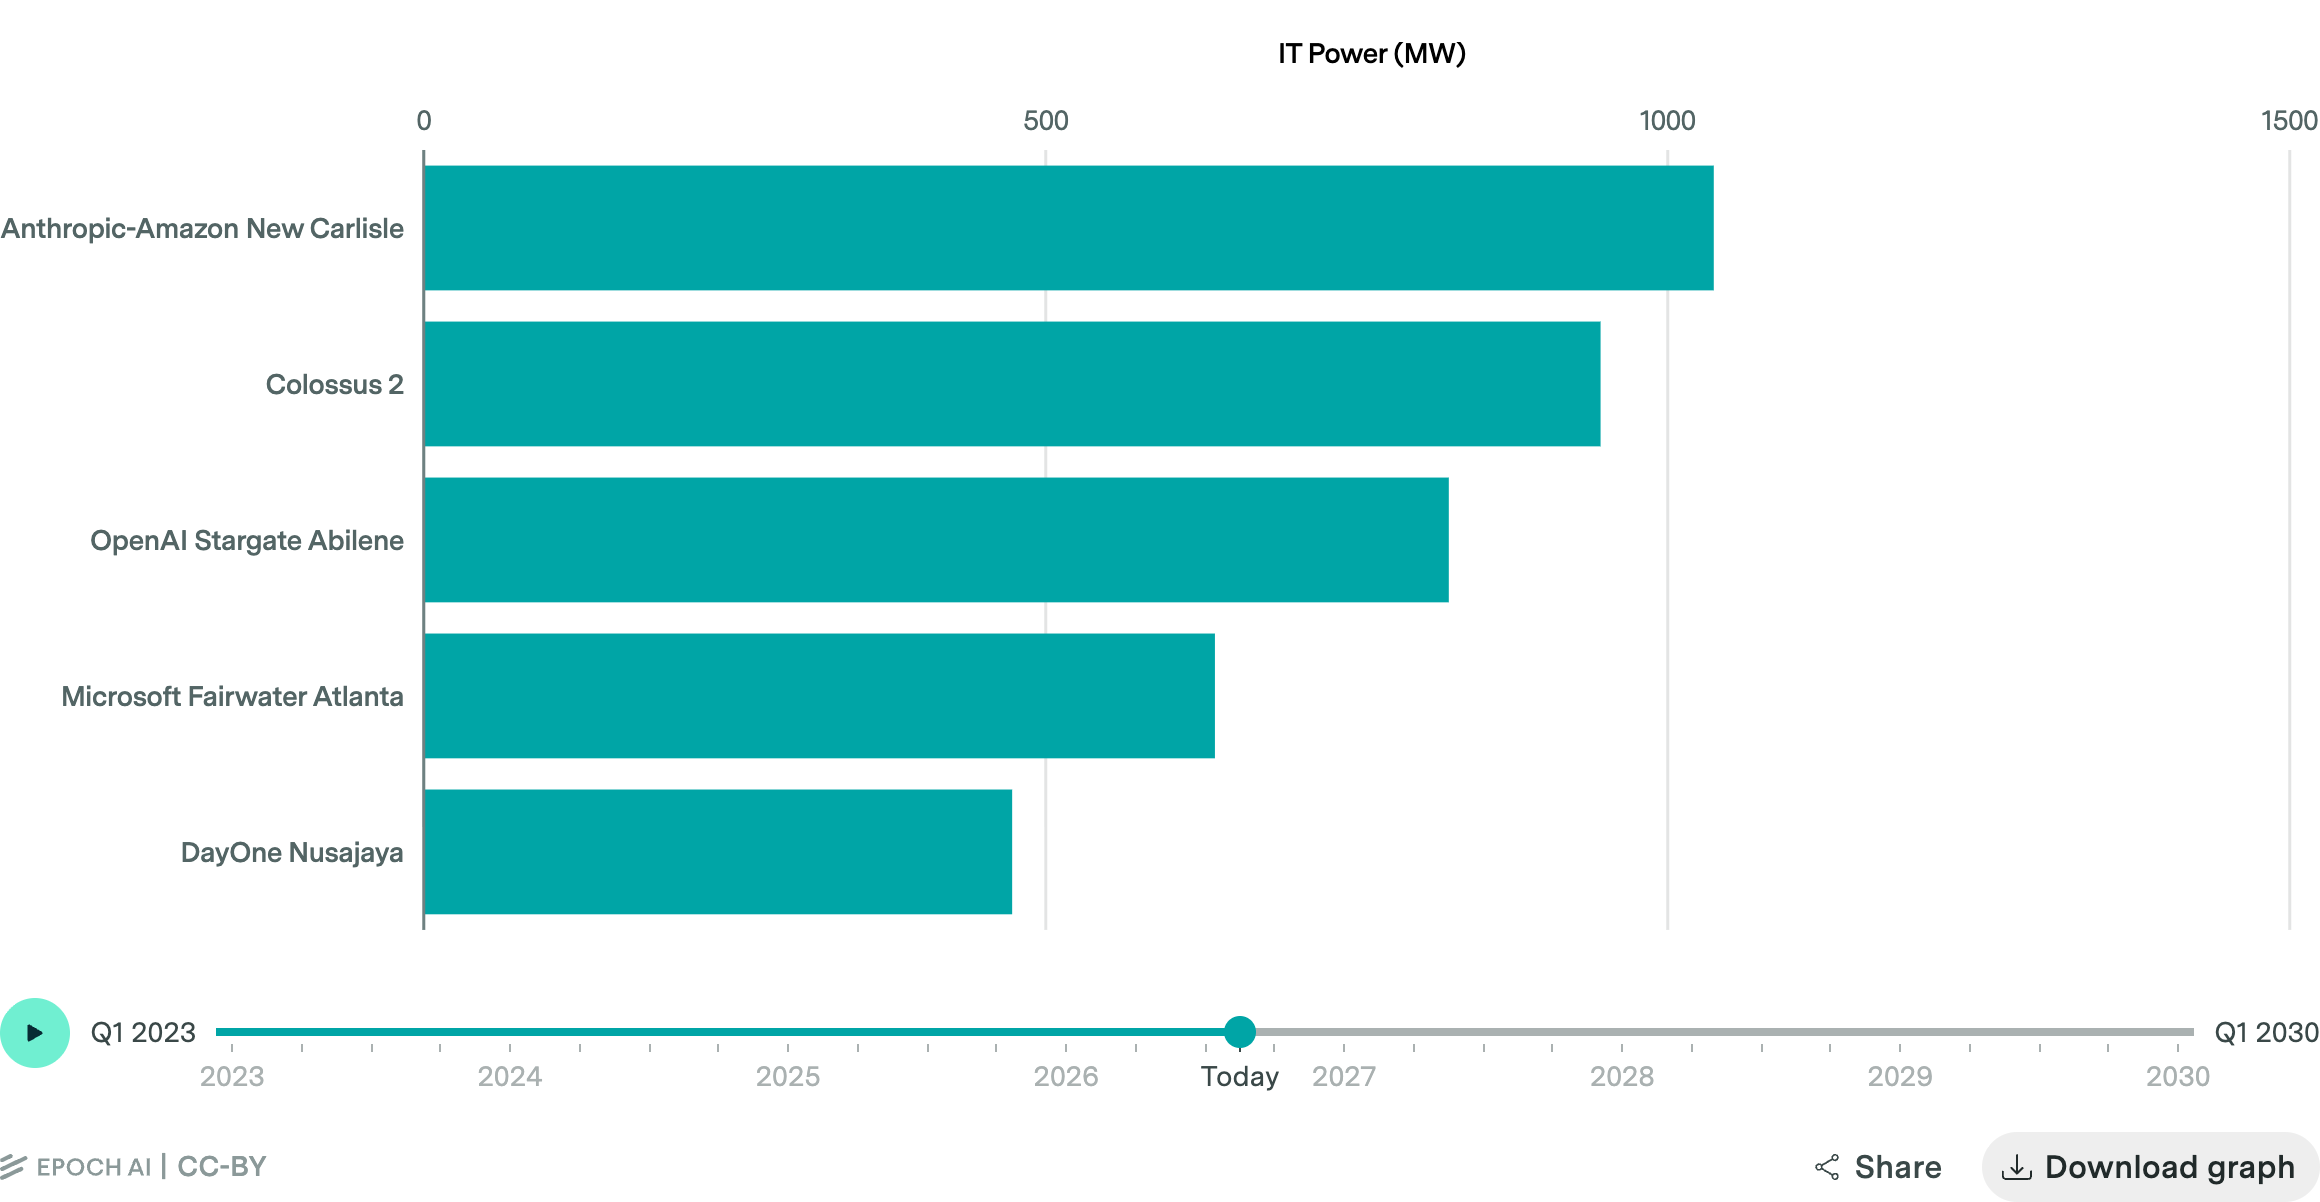 IT Power (MW)
0 500 1000 1500
Anthropic-Amazon New Carlisle
Colossus 2
OpenAI Stargate Abilene
Microsoft Fairwater Atlanta
DayOne Nusajaya
Q1 2023 Q1 2030
2023 2024 2025 2026 Today 2027 2028 2029 2030
EPOCH AI | CC-BY Share Download graph